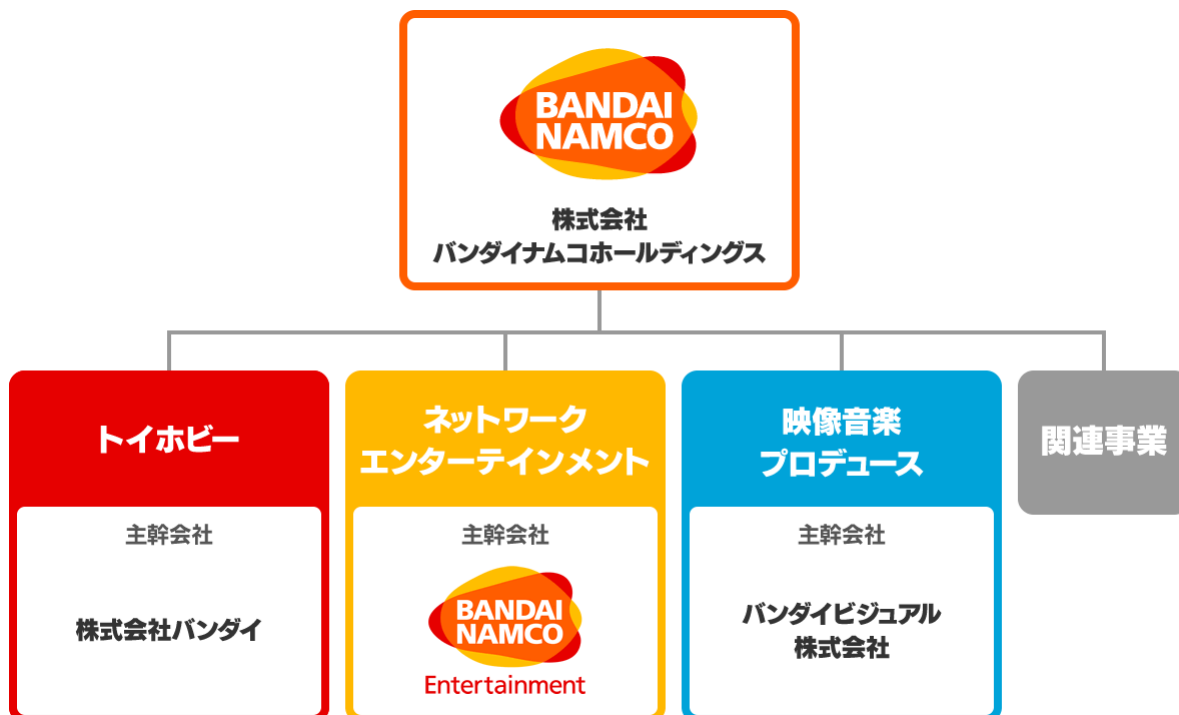 BANDAI
NAMCO
株式会社
バンダイナムコホールディングス
トイホビー
主幹会社
株式会社バンダイ
ネットワーク
エンターテインメント
主幹会社
BANDAI
NAMCO
Entertainment
映像音楽
プロデュース
主幹会社
バンダイビジュアル
株式会社
関連事業